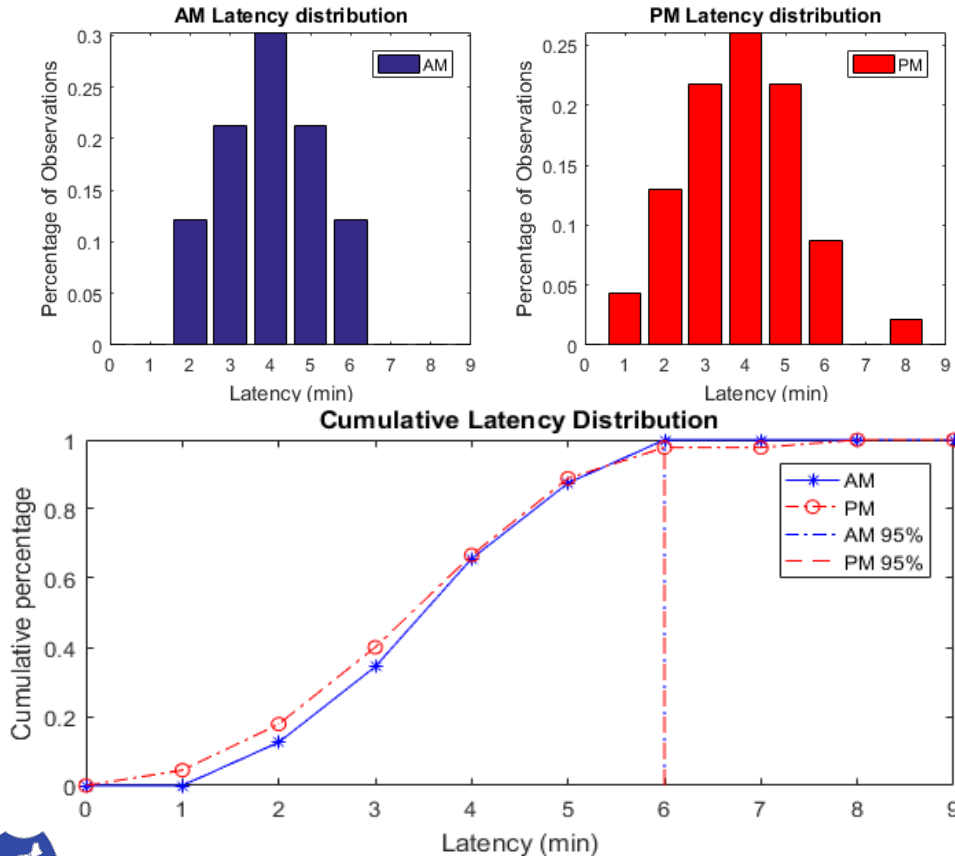 AM Latency distribution
AM
0.3
0.25
0.2
0.15
0.1
0.05
0
Percentage of Observations
0 1 2 3 4 5 6 7 8 9
Latency (min)
PM Latency distribution
PM
0.25
0.2
0.15
0.1
0.05
0
Percentage of Observations
0 1 2 3 4 5 6 7 8 9
Latency (min)
Cumulative Latency Distribution
1
0.8
0.6
0.4
0.2
0
Cumulative percentage
AM
PM
AM 95%
PM 95%
0 1 2 3 4 5 6 7 8 9
Latency (min)